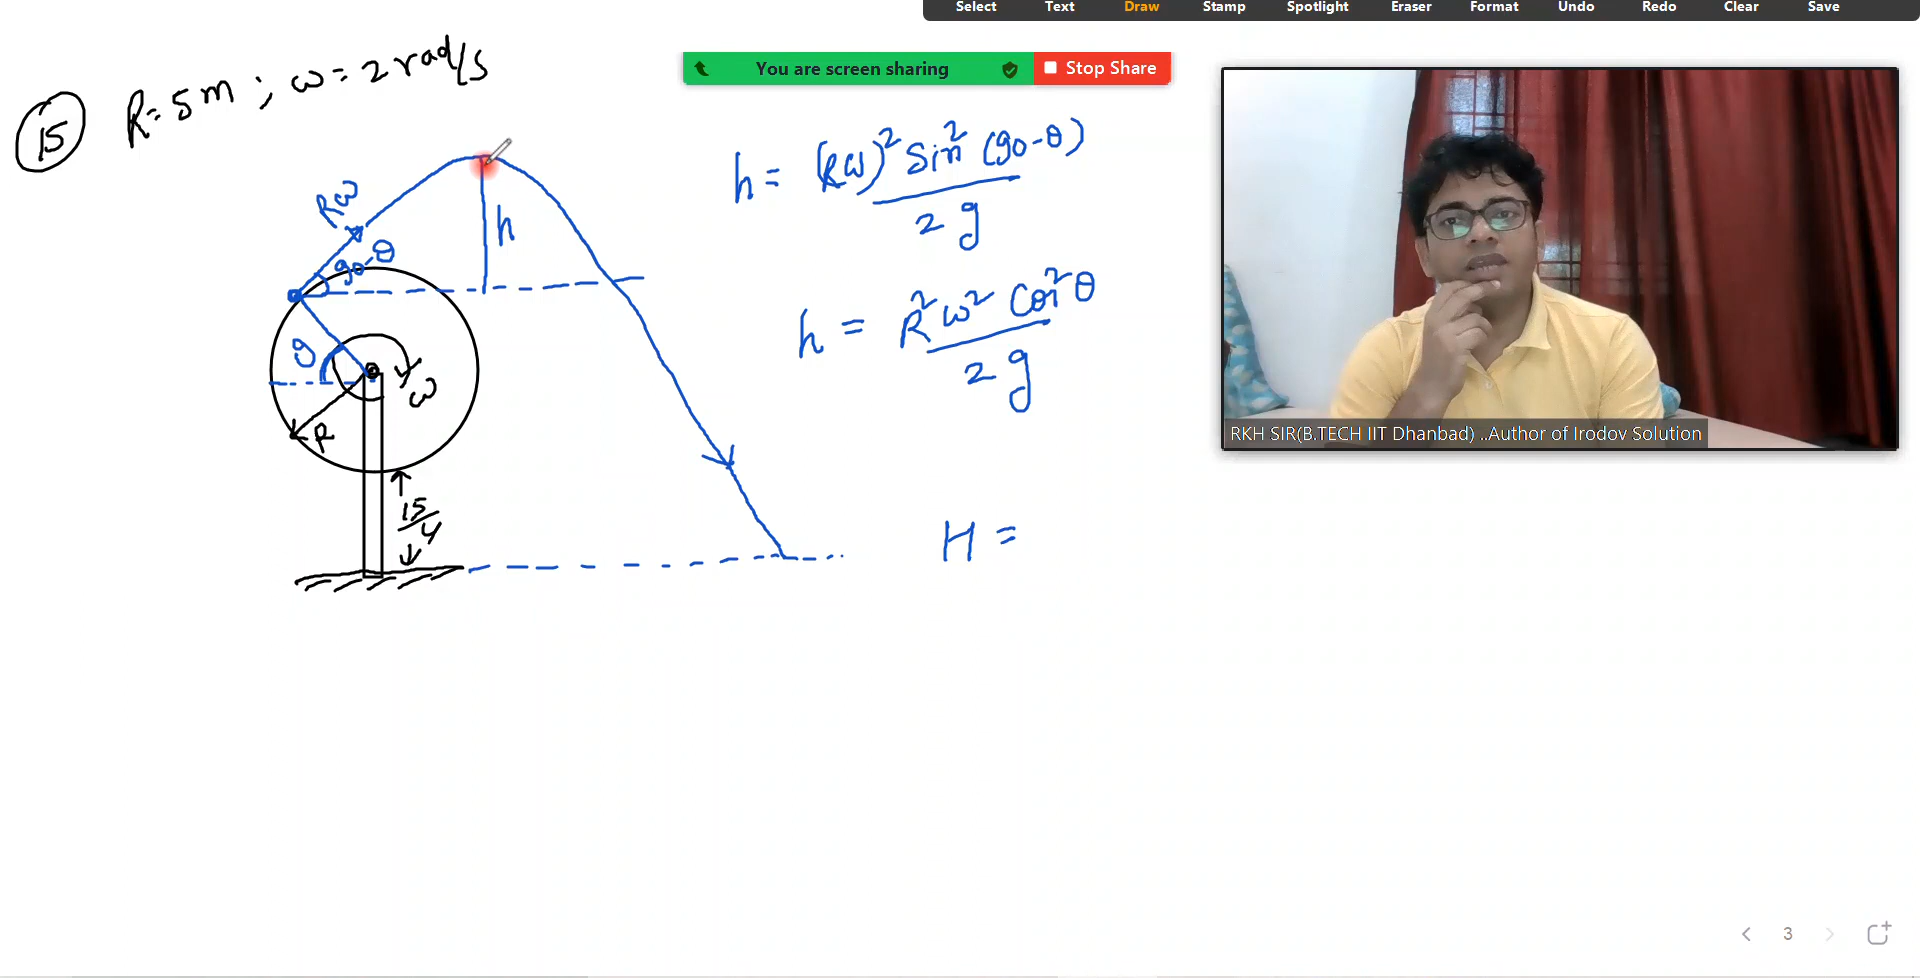 Select Text Draw Stamp Spotlight Eraser Format Undo Redo Clear Save
You are screen sharing Stop Share
15 R=5m ; ω=2rad/s
h = (Rω)² Sin² (90-θ)
2g
Rω
h
90-θ
h = R²ω² Cos²θ
2g
θ
ω
R
RKH SIR(B.TECH IIT Dhanbad) ..Author of Irodov Solution
15
4
H =
3